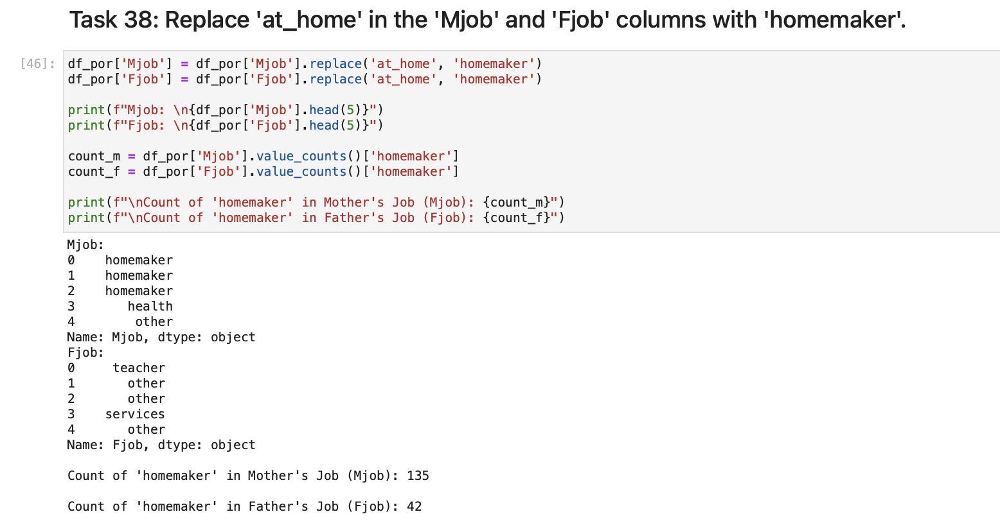 Task 38: Replace 'at_home' in the 'Mjob' and 'Fjob' columns with 'homemaker'.
[46]: df_por['Mjob'] = df_por['Mjob'].replace('at_home', 'homemaker')
df_por['Fjob'] = df_por['Fjob'].replace('at_home', 'homemaker')
print(f"Mjob: \n{df_por['Mjob'].head(5)}")
print(f"Fjob: \n{df_por['Fjob'].head(5)}")
count_m = df_por['Mjob'].value_counts()['homemaker']
count_f = df_por['Fjob'].value_counts()['homemaker']
print(f"\nCount of 'homemaker' in Mother's Job (Mjob): {count_m}")
print(f"\nCount of 'homemaker' in Father's Job (Fjob): {count_f}")
Mjob:
0    homemaker
1    homemaker
2    homemaker
3       health
4        other
Name: Mjob, dtype: object
Fjob:
0     teacher
1       other
2       other
3    services
4       other
Name: Fjob, dtype: object
Count of 'homemaker' in Mother's Job (Mjob): 135
Count of 'homemaker' in Father's Job (Fjob): 42